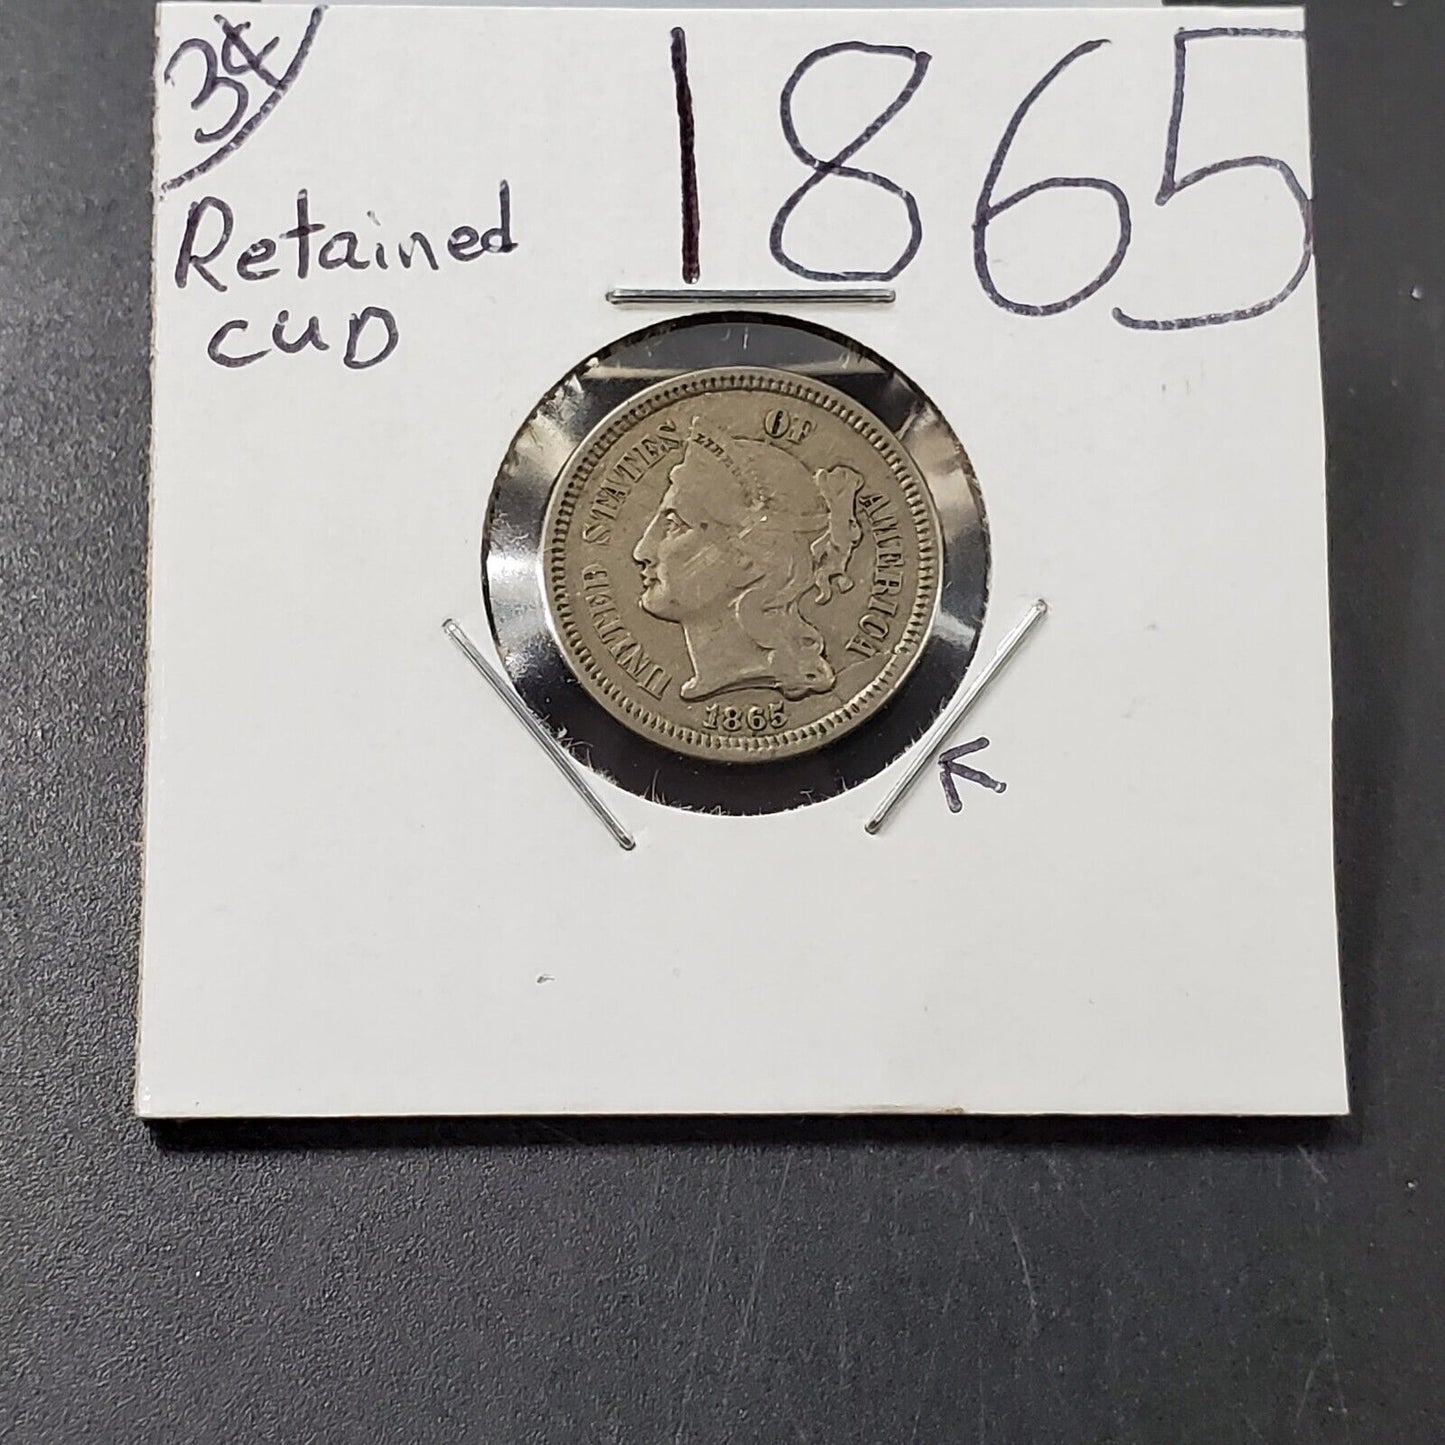 3¢
1865
Retained
CUD
UNITED STATES OF AMERICA
LIBERTY
1865